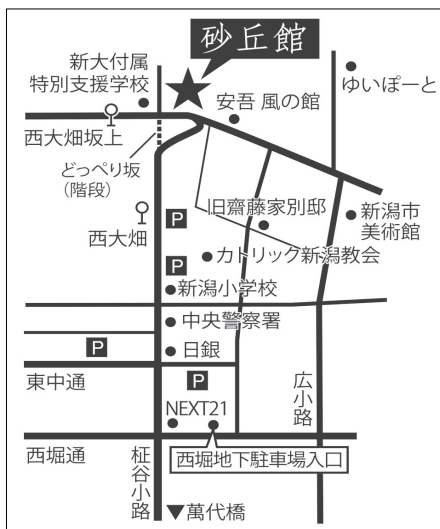 砂丘館
新大付属
特別支援学校
安吾 風の館
ゆいぽーと
西大畑坂上
どっぺり坂
(階段)
西大畑
P
旧齋藤家別邸
新潟市
美術館
カトリック新潟教会
P
新潟小学校
中央警察署
P
日銀
東中通
P
広小路
NEXT21
西堀通
西堀地下駐車場入口
柾谷小路
▼萬代橋